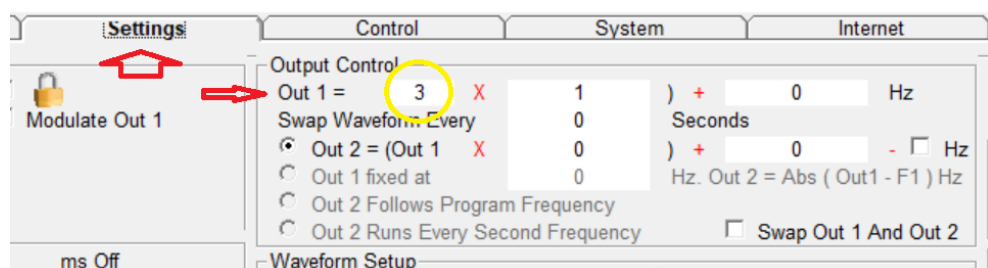 Settings Control System Internet
Output Control
Out 1 = 3 X 1 ) + 0 Hz
Modulate Out 1
Swap Waveform Every 0 Seconds
Out 2 = (Out 1 X 0 ) + 0 - Hz
Out 1 fixed at 0 Hz. Out 2 = Abs ( Out1 - F1 ) Hz
Out 2 Follows Program Frequency
Out 2 Runs Every Second Frequency Swap Out 1 And Out 2
ms Off
Waveform Setup